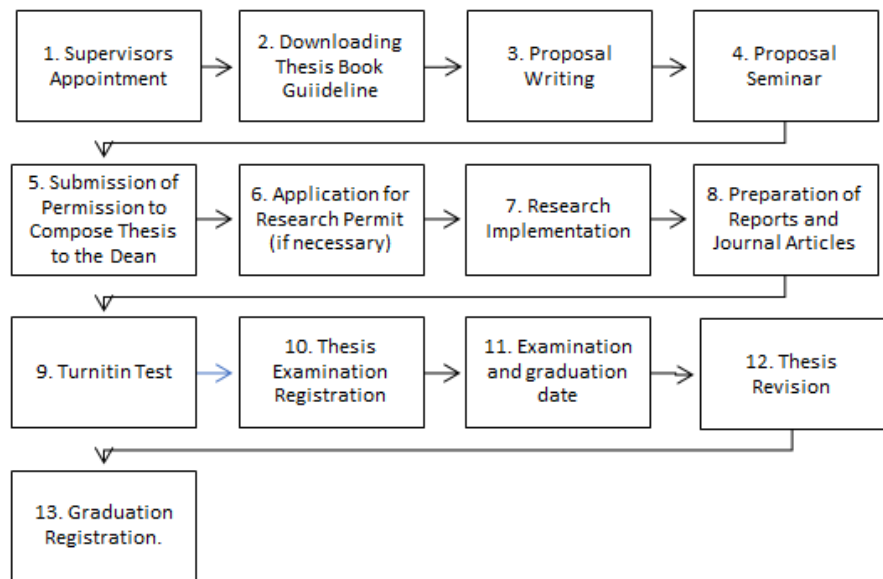 1. Supervisors
Appointment
2. Downloading
Thesis Book
Guiideline
3. Proposal
Writing
4. Proposal
Seminar
5. Submission of
Permission to
Compose Thesis
to the Dean
6. Application for
Research Permit
(if necessary)
7. Research
Implementation
8. Preparation of
Reports and
Journal Articles
9. Turnitin Test
10. Thesis
Examination
Registration
11. Examination
and graduation
date
12. Thesis
Revision
13. Graduation
Registration.